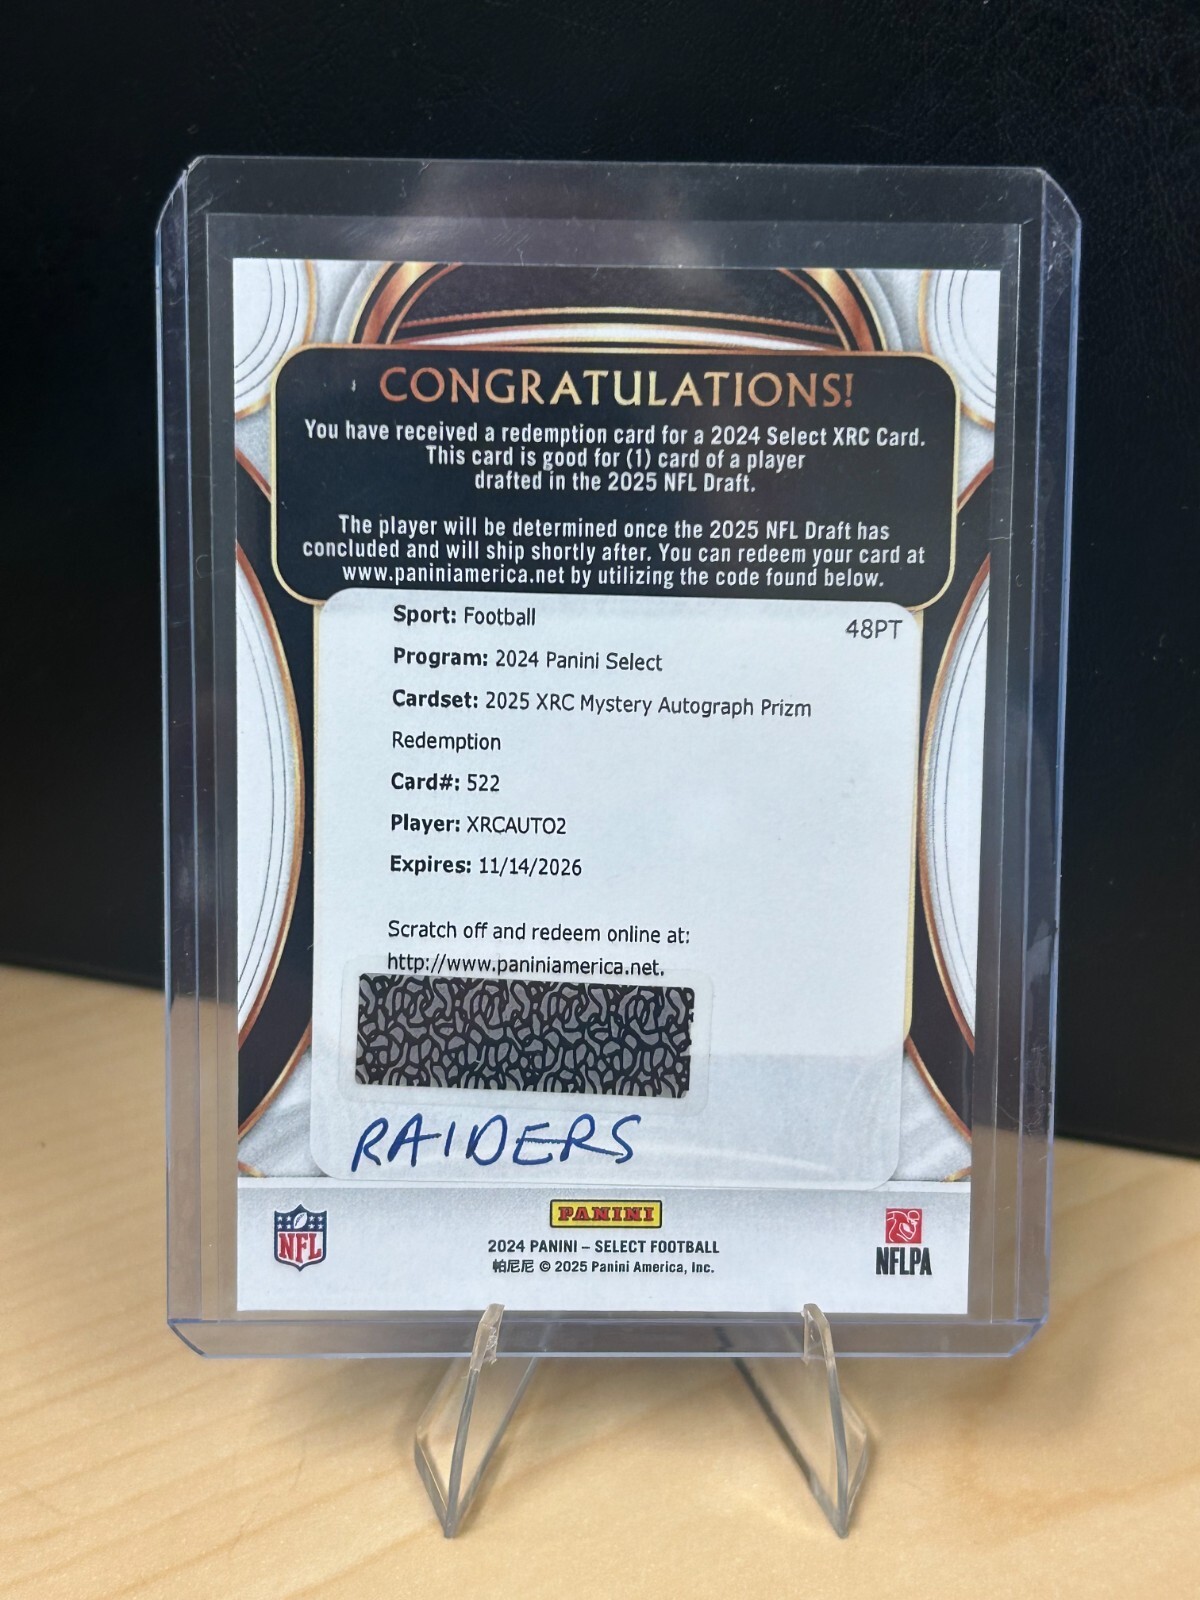 CONGRATULATIONS!
You have received a redemption card for a 2024 Select XRC Card.
This card is good for (1) card of a player
drafted in the 2025 NFL Draft.
The player will be determined once the 2025 NFL Draft has
concluded and will ship shortly after. You can redeem your card at
www.paniniamerica.net by utilizing the code found below.
Sport: Football
48PT
Program: 2024 Panini Select
Cardset: 2025 XRC Mystery Autograph Prizm
Redemption
Card#: 522
Player: XRCAUTO2
Expires: 11/14/2026
Scratch off and redeem online at:
http://www.paniniamerica.net.
RAIDERS
NFL
PANINI
2024 PANINI – SELECT FOOTBALL
帕尼尼 © 2025 Panini America, Inc.
NFLPA